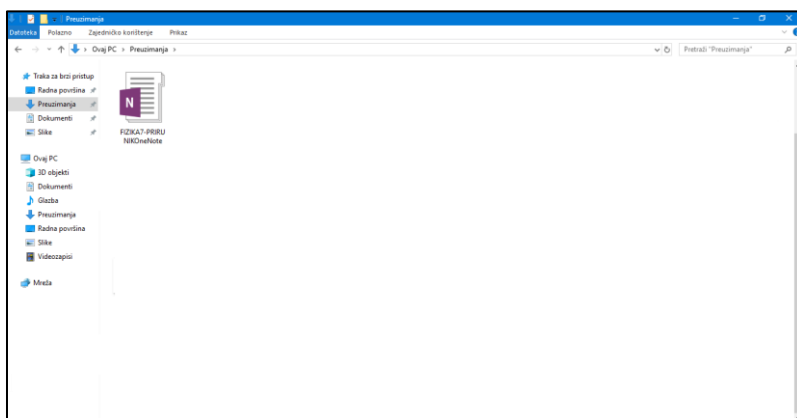 Preuzimanja
Datoteka Polazno Zajedničko korištenje Prikaz
Ovaj PC › Preuzimanja ›
Pretraži "Preuzimanja"
Traka za brzi pristup
Radna površina
Preuzimanja
Dokumenti
Slike
Ovaj PC
3D objekti
Dokumenti
Glazba
Preuzimanja
Radna površina
Slike
Videozapisi
Mreža
N
FIZIKA7-PRIRU
NIKOneNote